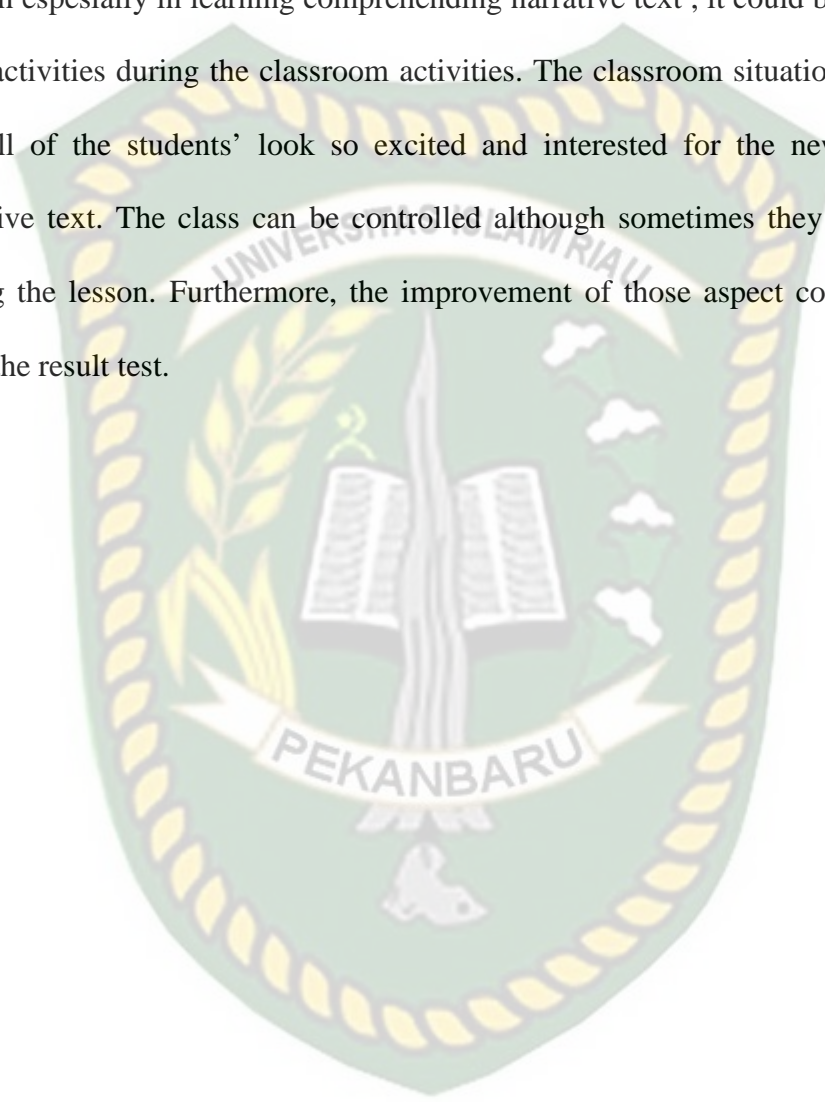 espesially in learning comprehending narrative text , it could b
activities during the classroom activities. The classroom situatio
ll of the students' look so excited and interested for the ne
ive text. The class can be controlled although sometimes they
g the lesson. Furthermore, the improvement of those aspect co
he result test.
UNIVERSITAS ISLAM RIAU
PEKANBARU